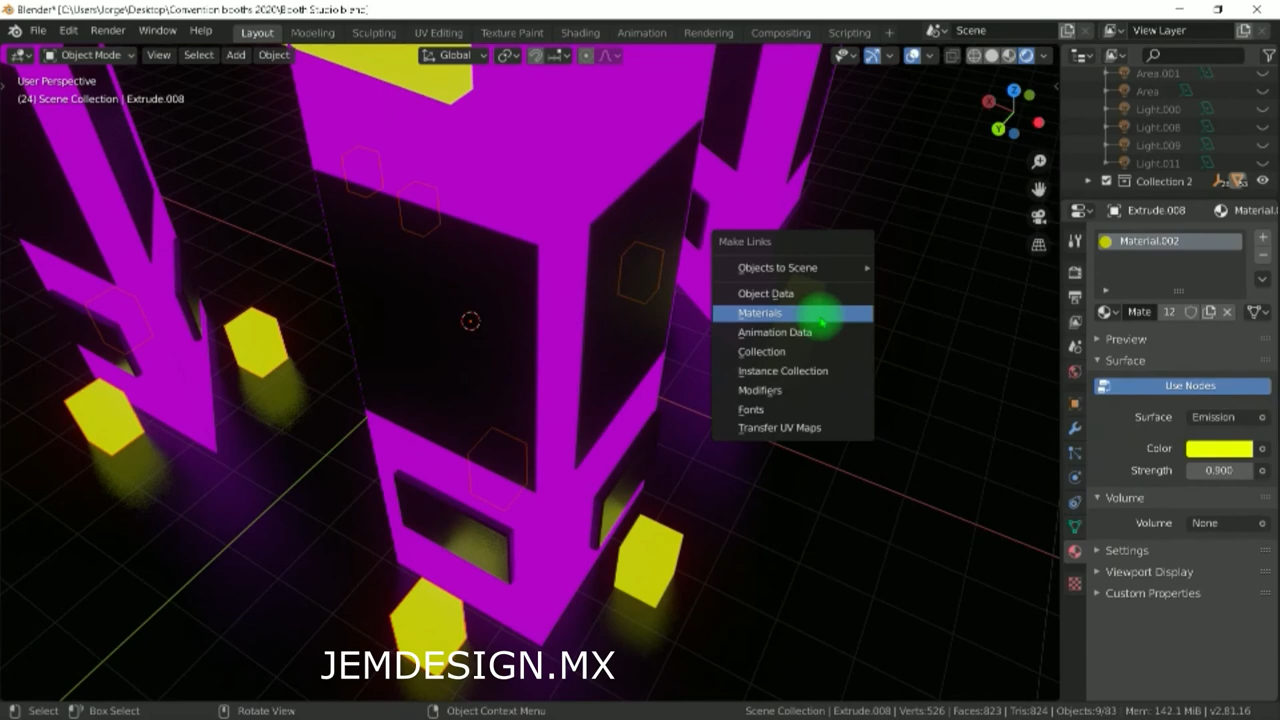 Blender* [C:\Users\Jorge\Desktop\Convention booths 2020\Booth Studio.blend]
File Edit Render Window Help Layout Modeling Sculpting UV Editing Texture Paint Shading Animation Rendering Compositing Scripting + Scene View Layer
Object Mode View Select Add Object Global
User Perspective
(24) Scene Collection | Extrude.008
X Y Z
Area.001
Area
Light.000
Light.008
Light.009
Light.011
Collection 2
Extrude.008 Material.
Material.002
Mate 12
Preview
Surface
Use Nodes
Surface Emission
Color
Strength 0.900
Volume
Volume None
Settings
Viewport Display
Custom Properties
Make Links
Objects to Scene
Object Data
Materials
Animation Data
Collection
Instance Collection
Modifiers
Fonts
Transfer UV Maps
JEMDESIGN.MX
Select Box Select Rotate View Object Context Menu Scene Collection | Extrude.008 | Verts:526 | Faces:823 | Tris:824 | Objects:9/83 | Mem: 142.1 MiB | v2.81.16